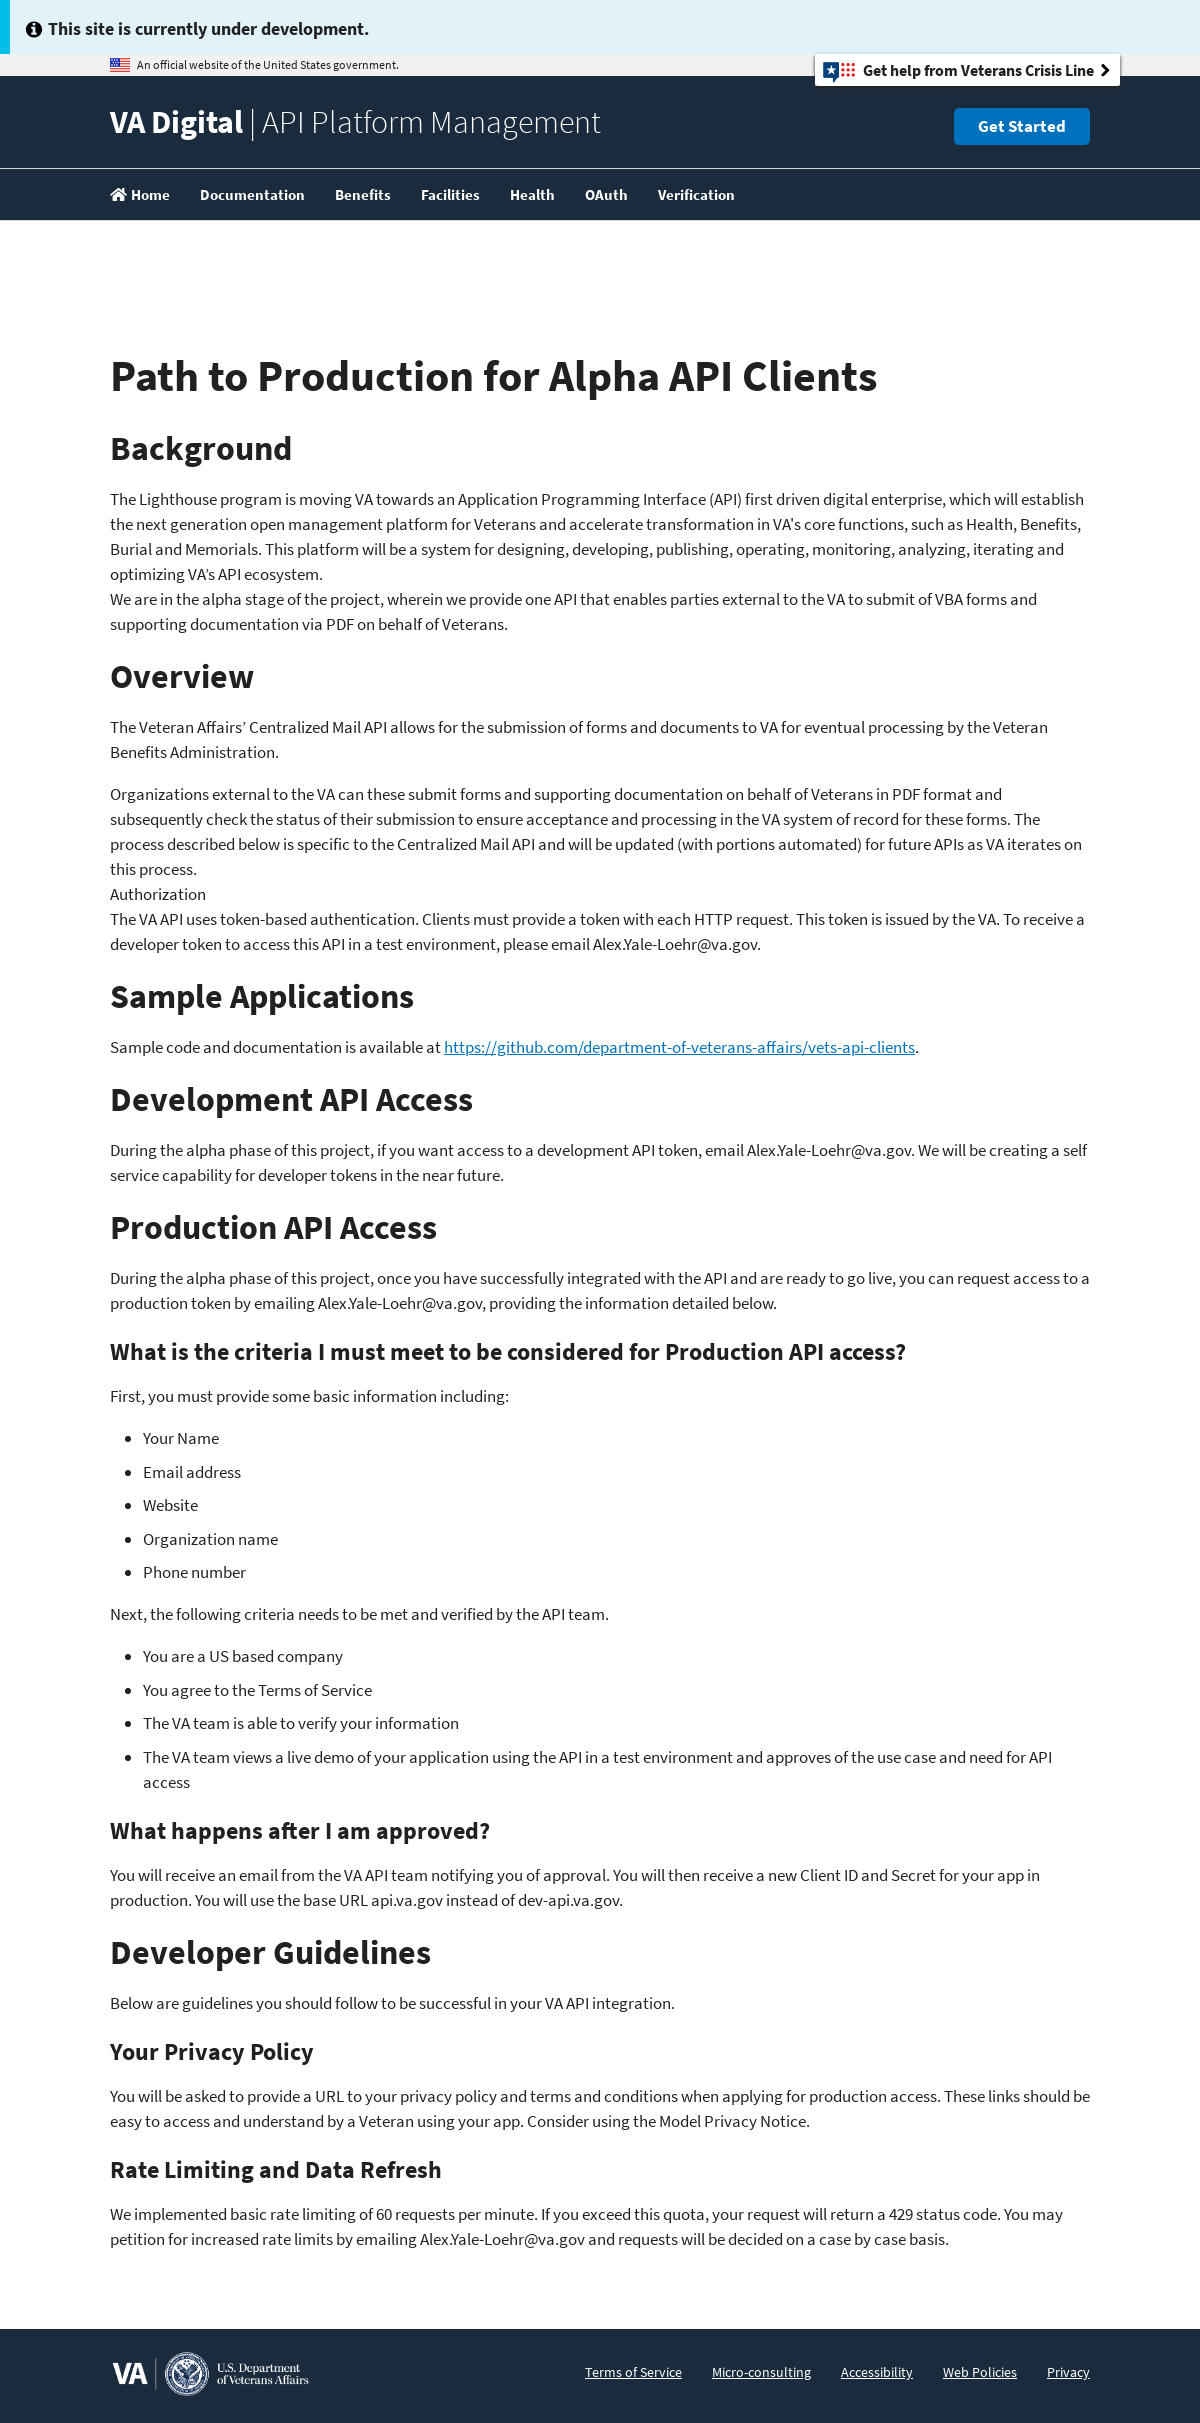 This site is currently under development.
An official website of the United States government.
Get help from Veterans Crisis Line
VA Digital | API Platform Management
Get Started
Home Documentation Benefits Facilities Health OAuth Verification
Path to Production for Alpha API Clients
Background
The Lighthouse program is moving VA towards an Application Programming Interface (API) first driven digital enterprise, which will establish
the next generation open management platform for Veterans and accelerate transformation in VA's core functions, such as Health, Benefits,
Burial and Memorials. This platform will be a system for designing, developing, publishing, operating, monitoring, analyzing, iterating and
optimizing VA’s API ecosystem.
We are in the alpha stage of the project, wherein we provide one API that enables parties external to the VA to submit of VBA forms and
supporting documentation via PDF on behalf of Veterans.
Overview
The Veteran Affairs’ Centralized Mail API allows for the submission of forms and documents to VA for eventual processing by the Veteran
Benefits Administration.
Organizations external to the VA can these submit forms and supporting documentation on behalf of Veterans in PDF format and
subsequently check the status of their submission to ensure acceptance and processing in the VA system of record for these forms. The
process described below is specific to the Centralized Mail API and will be updated (with portions automated) for future APIs as VA iterates on
this process.
Authorization
The VA API uses token-based authentication. Clients must provide a token with each HTTP request. This token is issued by the VA. To receive a
developer token to access this API in a test environment, please email Alex.Yale-Loehr@va.gov.
Sample Applications
Sample code and documentation is available at https://github.com/department-of-veterans-affairs/vets-api-clients.
Development API Access
During the alpha phase of this project, if you want access to a development API token, email Alex.Yale-Loehr@va.gov. We will be creating a self
service capability for developer tokens in the near future.
Production API Access
During the alpha phase of this project, once you have successfully integrated with the API and are ready to go live, you can request access to a
production token by emailing Alex.Yale-Loehr@va.gov, providing the information detailed below.
What is the criteria I must meet to be considered for Production API access?
First, you must provide some basic information including:
• Your Name
• Email address
• Website
• Organization name
• Phone number
Next, the following criteria needs to be met and verified by the API team.
• You are a US based company
• You agree to the Terms of Service
• The VA team is able to verify your information
• The VA team views a live demo of your application using the API in a test environment and approves of the use case and need for API
access
What happens after I am approved?
You will receive an email from the VA API team notifying you of approval. You will then receive a new Client ID and Secret for your app in
production. You will use the base URL api.va.gov instead of dev-api.va.gov.
Developer Guidelines
Below are guidelines you should follow to be successful in your VA API integration.
Your Privacy Policy
You will be asked to provide a URL to your privacy policy and terms and conditions when applying for production access. These links should be
easy to access and understand by a Veteran using your app. Consider using the Model Privacy Notice.
Rate Limiting and Data Refresh
We implemented basic rate limiting of 60 requests per minute. If you exceed this quota, your request will return a 429 status code. You may
petition for increased rate limits by emailing Alex.Yale-Loehr@va.gov and requests will be decided on a case by case basis.
VA U.S. Department
of Veterans Affairs
Terms of Service Micro-consulting Accessibility Web Policies Privacy